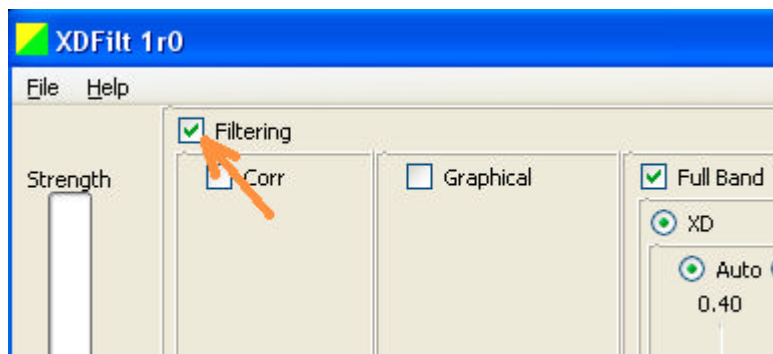 XDFilt 1r0
File Help
Filtering
Strength
Corr
Graphical
Full Band
XD
Auto
0.40